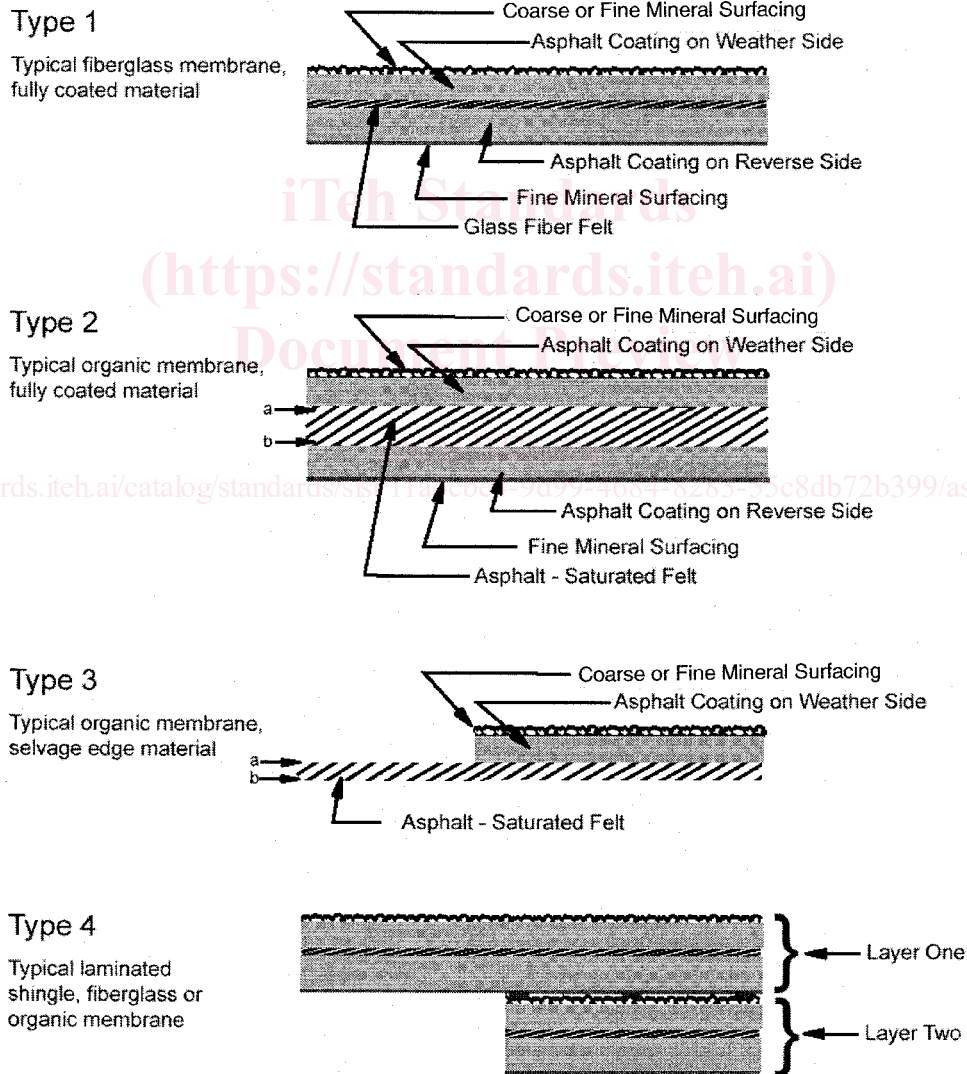 Type 1
Typical fiberglass membrane,
fully coated material
Coarse or Fine Mineral Surfacing
Asphalt Coating on Weather Side
Asphalt Coating on Reverse Side
Fine Mineral Surfacing
Glass Fiber Felt
iTeh Standards
(https://standards.iteh.ai)
Document Preview
Type 2
Typical organic membrane,
fully coated material
Coarse or Fine Mineral Surfacing
Asphalt Coating on Weather Side
a
b
rds.iteh.ai/catalog/standards/
Asphalt Coating on Reverse Side
Fine Mineral Surfacing
Asphalt - Saturated Felt
Type 3
Typical organic membrane,
selvage edge material
Coarse or Fine Mineral Surfacing
Asphalt Coating on Weather Side
a
b
Asphalt - Saturated Felt
Type 4
Typical laminated
shingle, fiberglass or
organic membrane
Layer One
Layer Two